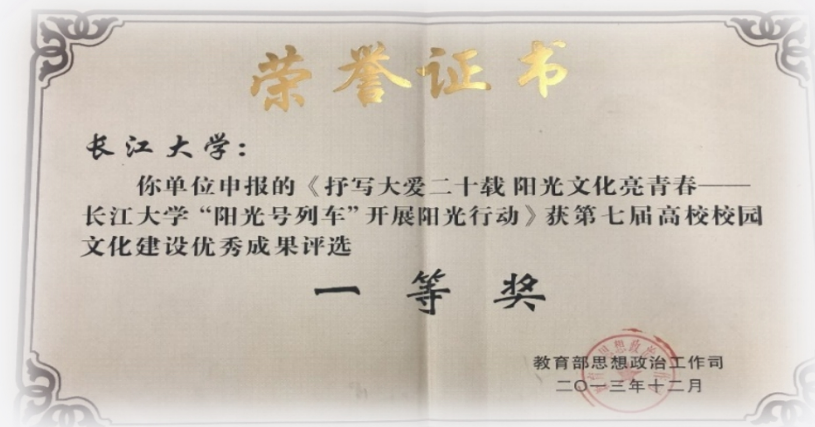 荣誉证书
长江大学：
你单位申报的《抒写大爱二十载 阳光文化亮青春——
长江大学“阳光号列车”开展阳光行动》获第七届高校校园
文化建设优秀成果评选
一等奖
教育部思想政治工作司
二〇一三年十二月